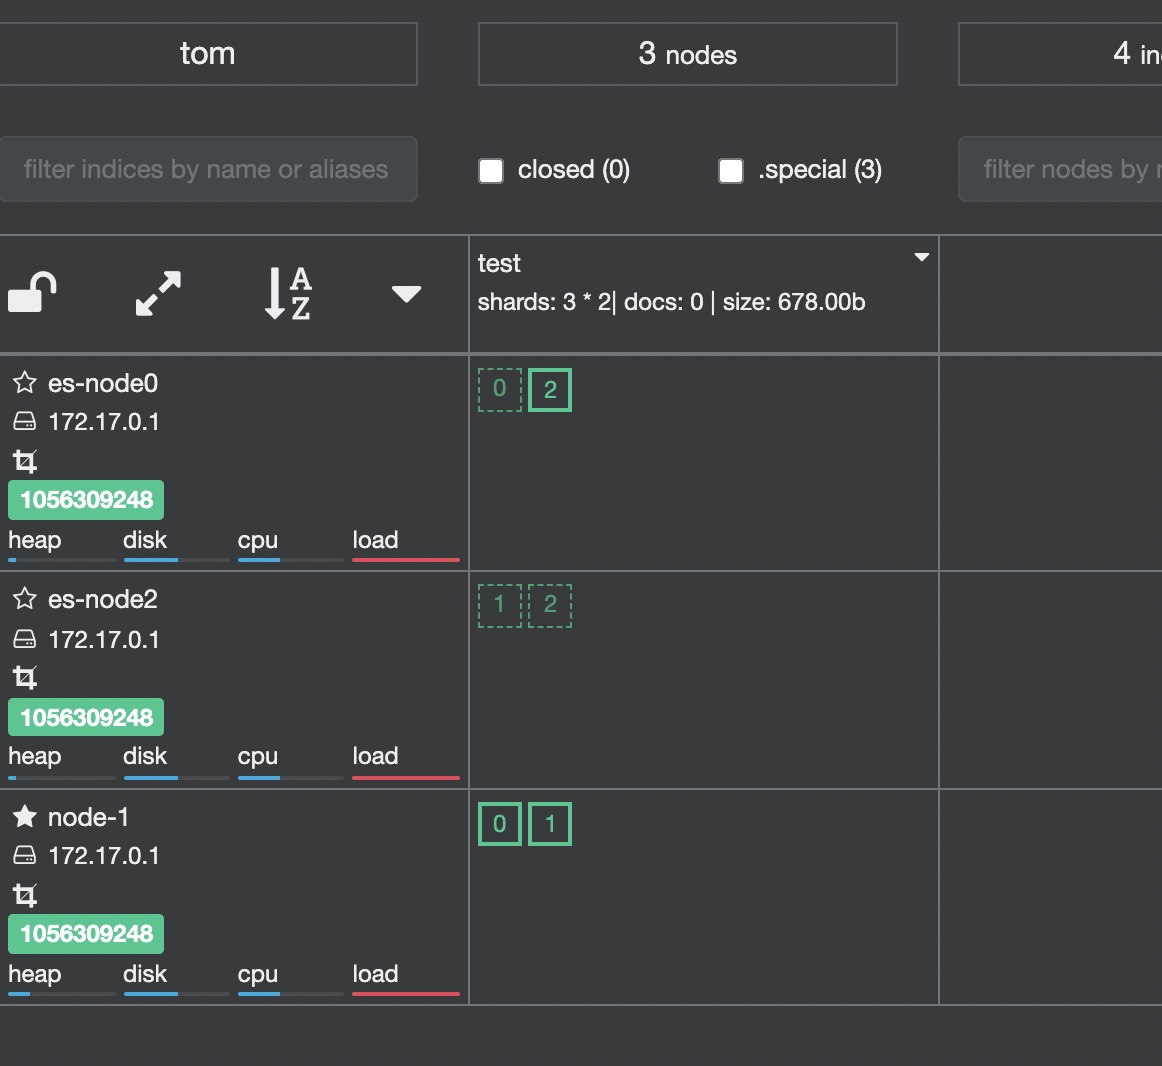 tom
3 nodes
4 in
filter indices by name or aliases
closed (0)
.special (3)
filter nodes by
A
Z
test
shards: 3 * 2| docs: 0 | size: 678.00b
es-node0
172.17.0.1
1056309248
heap disk cpu load
0 2
es-node2
172.17.0.1
1056309248
heap disk cpu load
1 2
node-1
172.17.0.1
1056309248
heap disk cpu load
0 1